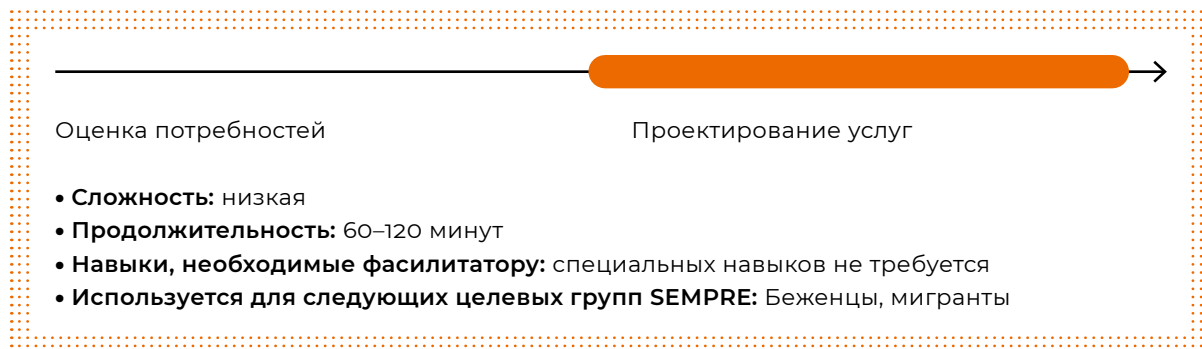 Оценка потребностей
Проектирование услуг
• Сложность: низкая
• Продолжительность: 60–120 минут
• Навыки, необходимые фасилитатору: специальных навыков не требуется
• Используется для следующих целевых групп SEMPRE: Беженцы, мигранты